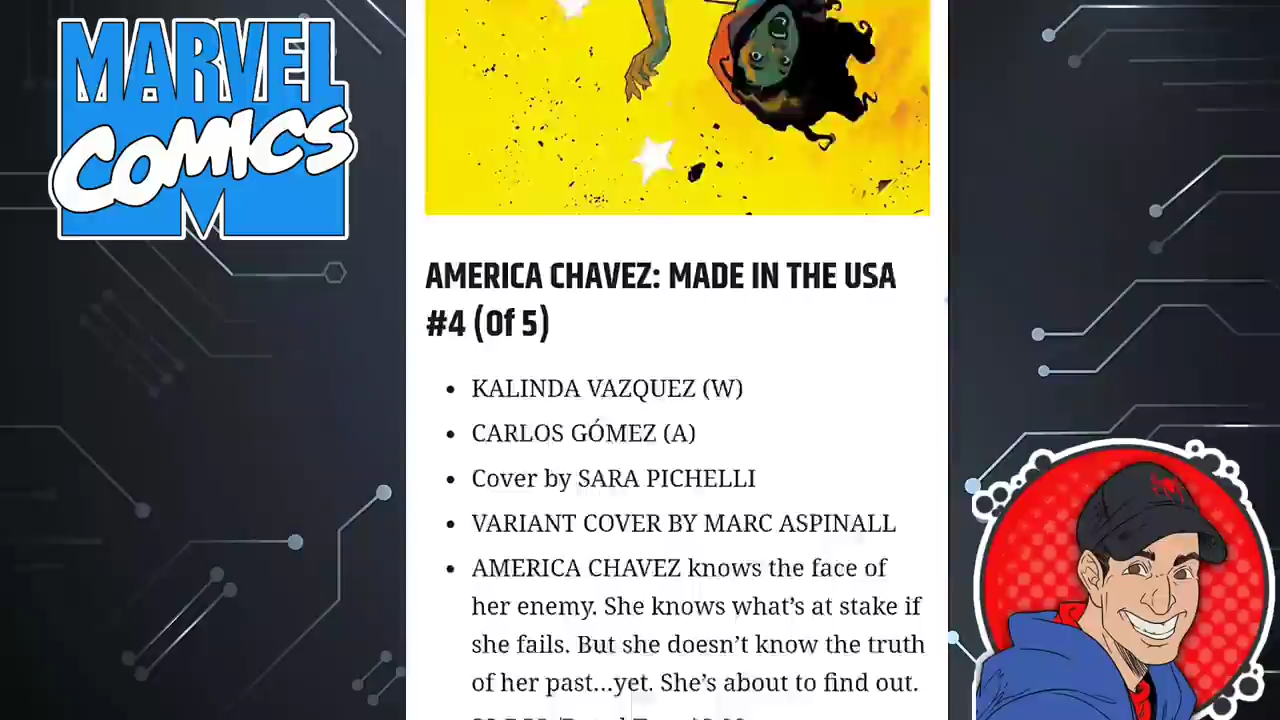 MARVEL
COMICS
M
AMERICA CHAVEZ: MADE IN THE USA
#4 (Of 5)
• KALINDA VAZQUEZ (W)
• CARLOS GÓMEZ (A)
• Cover by SARA PICHELLI
• VARIANT COVER BY MARC ASPINALL
• AMERICA CHAVEZ knows the face of
her enemy. She knows what’s at stake if
she fails. But she doesn’t know the truth
of her past…yet. She’s about to find out.